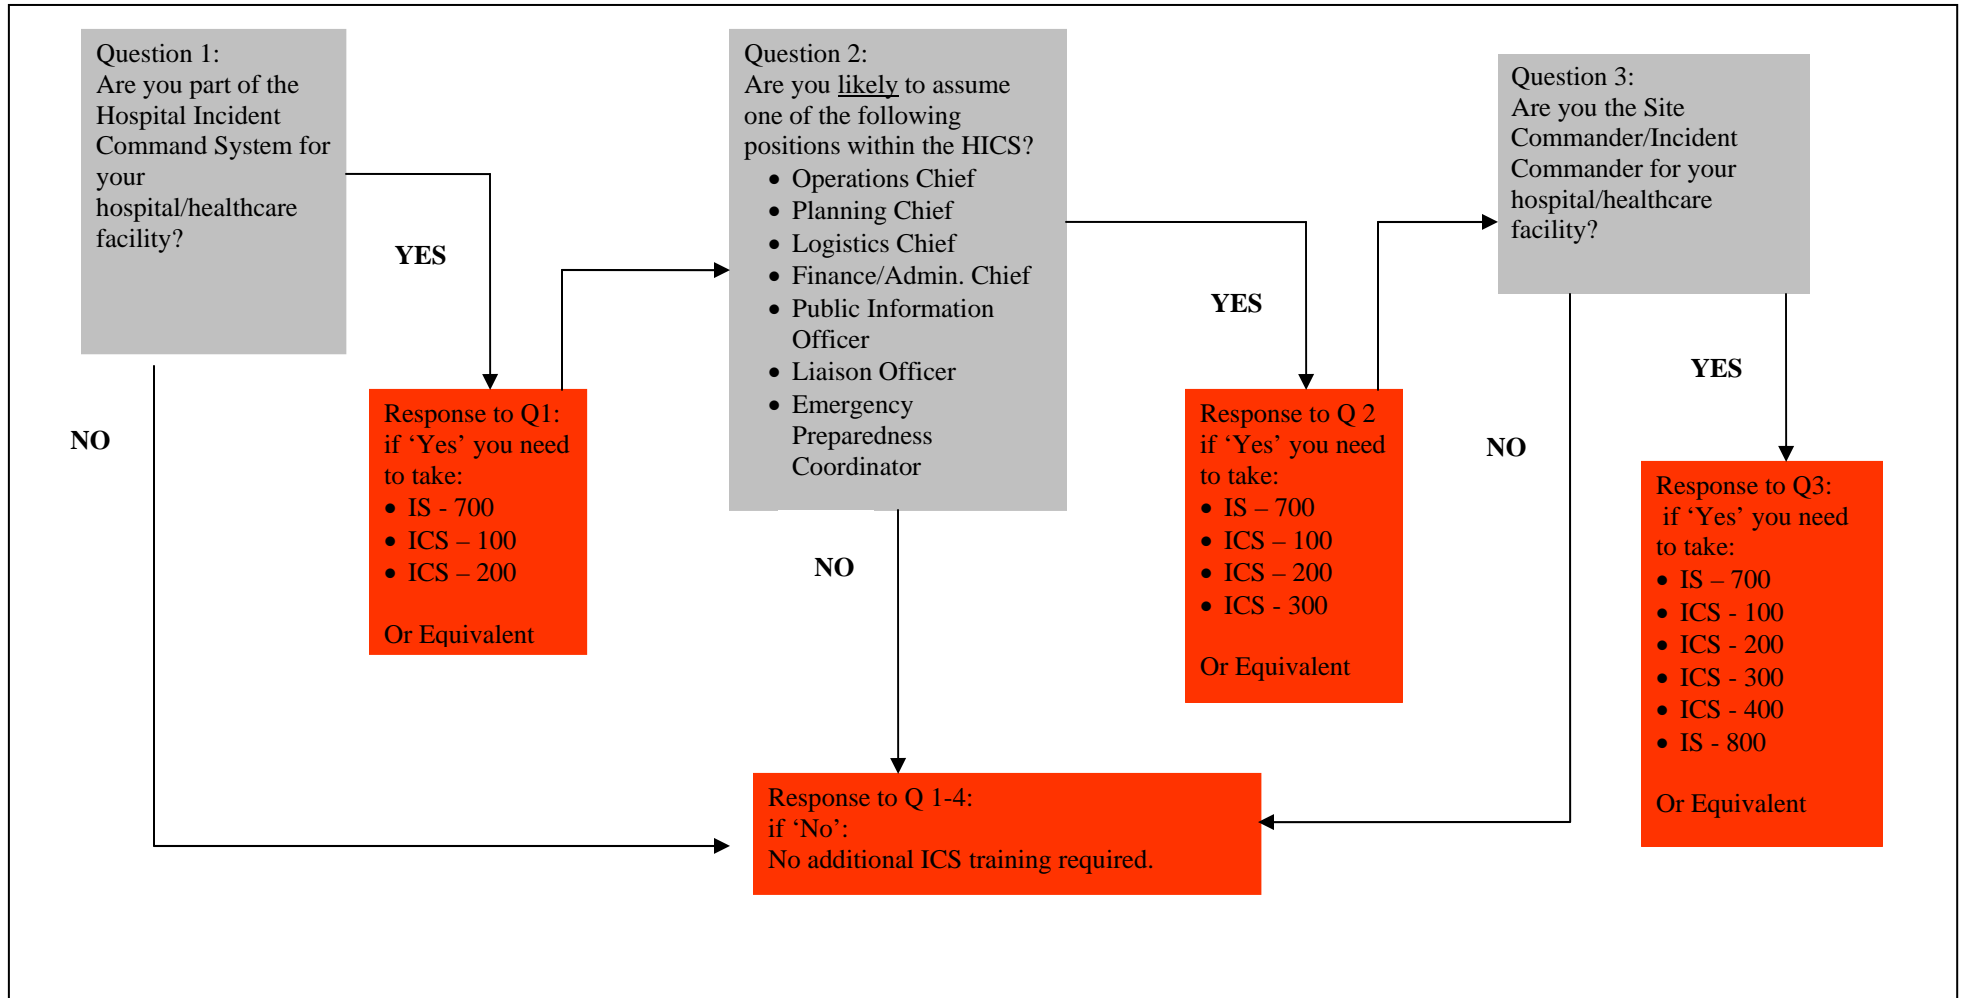 Question 1:
Are you part of the
Hospital Incident
Command System for
your
hospital/healthcare
facility?
YES
NO
Response to Q1:
if ‘Yes’ you need
to take:
• IS - 700
• ICS – 100
• ICS – 200
Or Equivalent
Question 2:
Are you likely to assume
one of the following
positions within the HICS?
• Operations Chief
• Planning Chief
• Logistics Chief
• Finance/Admin. Chief
• Public Information
Officer
• Liaison Officer
• Emergency
Preparedness
Coordinator
YES
NO
Response to Q 2
if ‘Yes’ you need
to take:
• IS – 700
• ICS – 100
• ICS – 200
• ICS - 300
Or Equivalent
Question 3:
Are you the Site
Commander/Incident
Commander for your
hospital/healthcare
facility?
YES
NO
Response to Q3:
if ‘Yes’ you need
to take:
• IS – 700
• ICS - 100
• ICS - 200
• ICS - 300
• ICS - 400
• IS - 800
Or Equivalent
Response to Q 1-4:
if ‘No’:
No additional ICS training required.